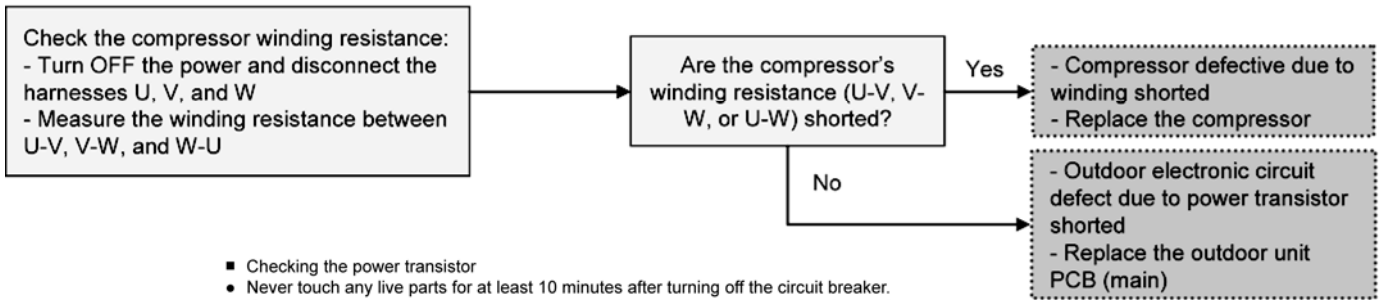 Check the compressor winding resistance:
- Turn OFF the power and disconnect the
harnesses U, V, and W
- Measure the winding resistance between
U-V, V-W, and W-U
Are the compressor's
winding resistance (U-V, V-
W, or U-W) shorted?
Yes
- Compressor defective due to
winding shorted
- Replace the compressor
No
- Outdoor electronic circuit
defect due to power transistor
shorted
- Replace the outdoor unit
PCB (main)
■ Checking the power transistor
● Never touch any live parts for at least 10 minutes after turning off the circuit breaker.